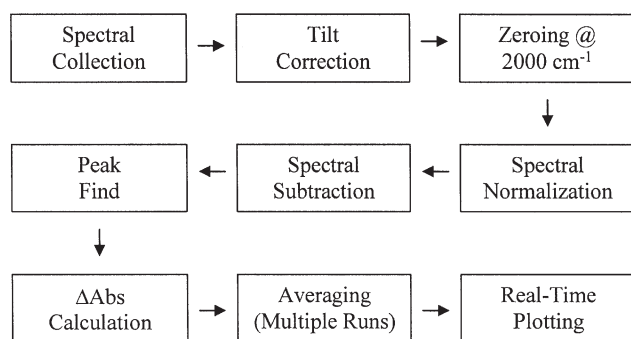 Spectral
Collection
Tilt
Correction
Zeroing @
2000 cm⁻¹
Spectral
Normalization
Spectral
Subtraction
Peak
Find
ΔAbs
Calculation
Averaging
(Multiple Runs)
Real-Time
Plotting